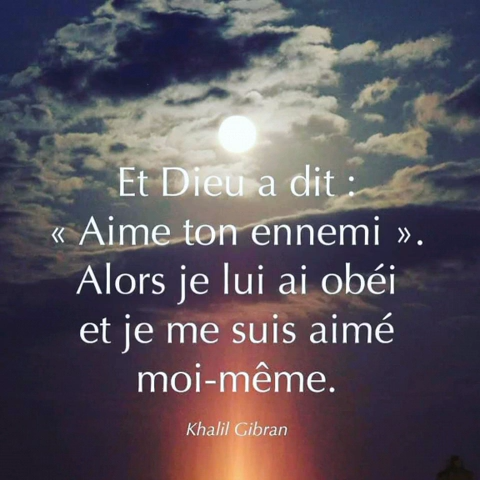 Et Dieu a dit :
« Aime ton ennemi ».
Alors je lui ai obéi
et je me suis aimé
moi-même.
Khalil Gibran